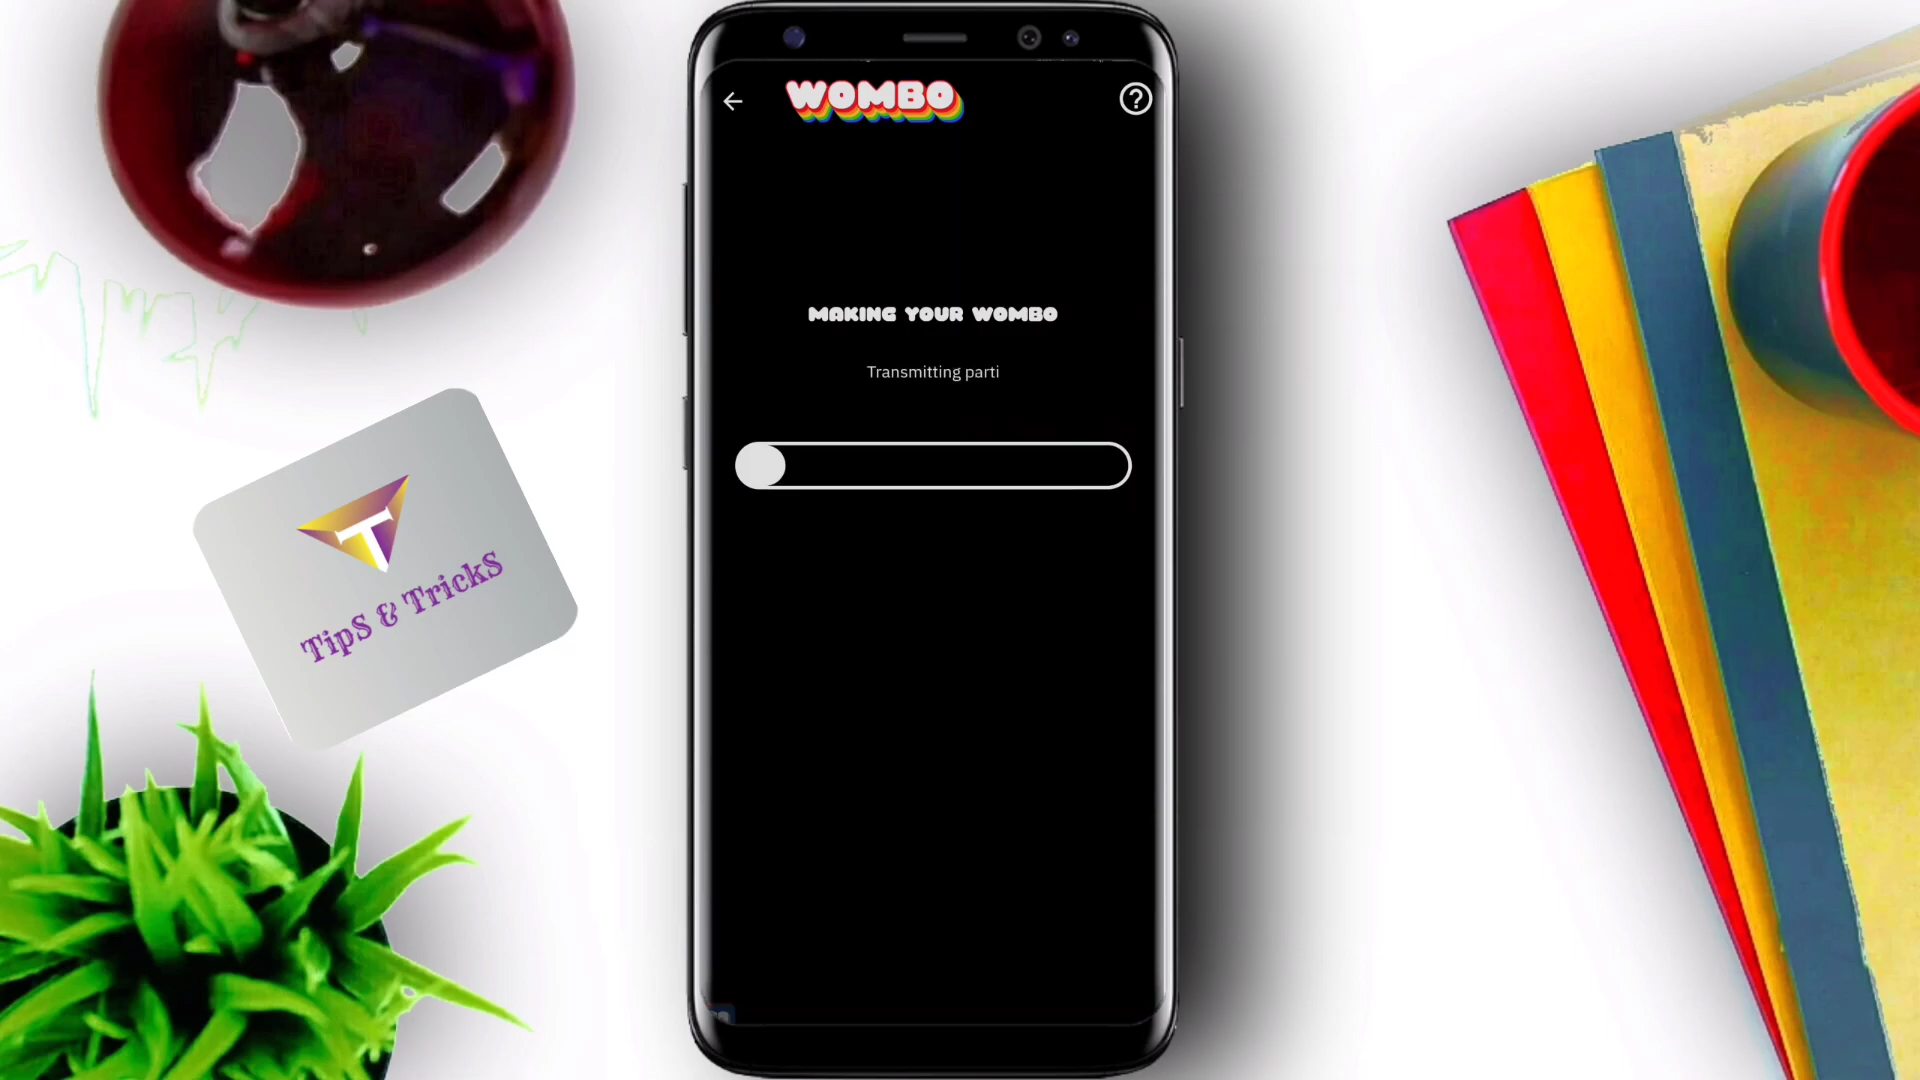 WOMBO
MAKING YOUR WOMBO
Transmitting parti
T
TipS & TrickS